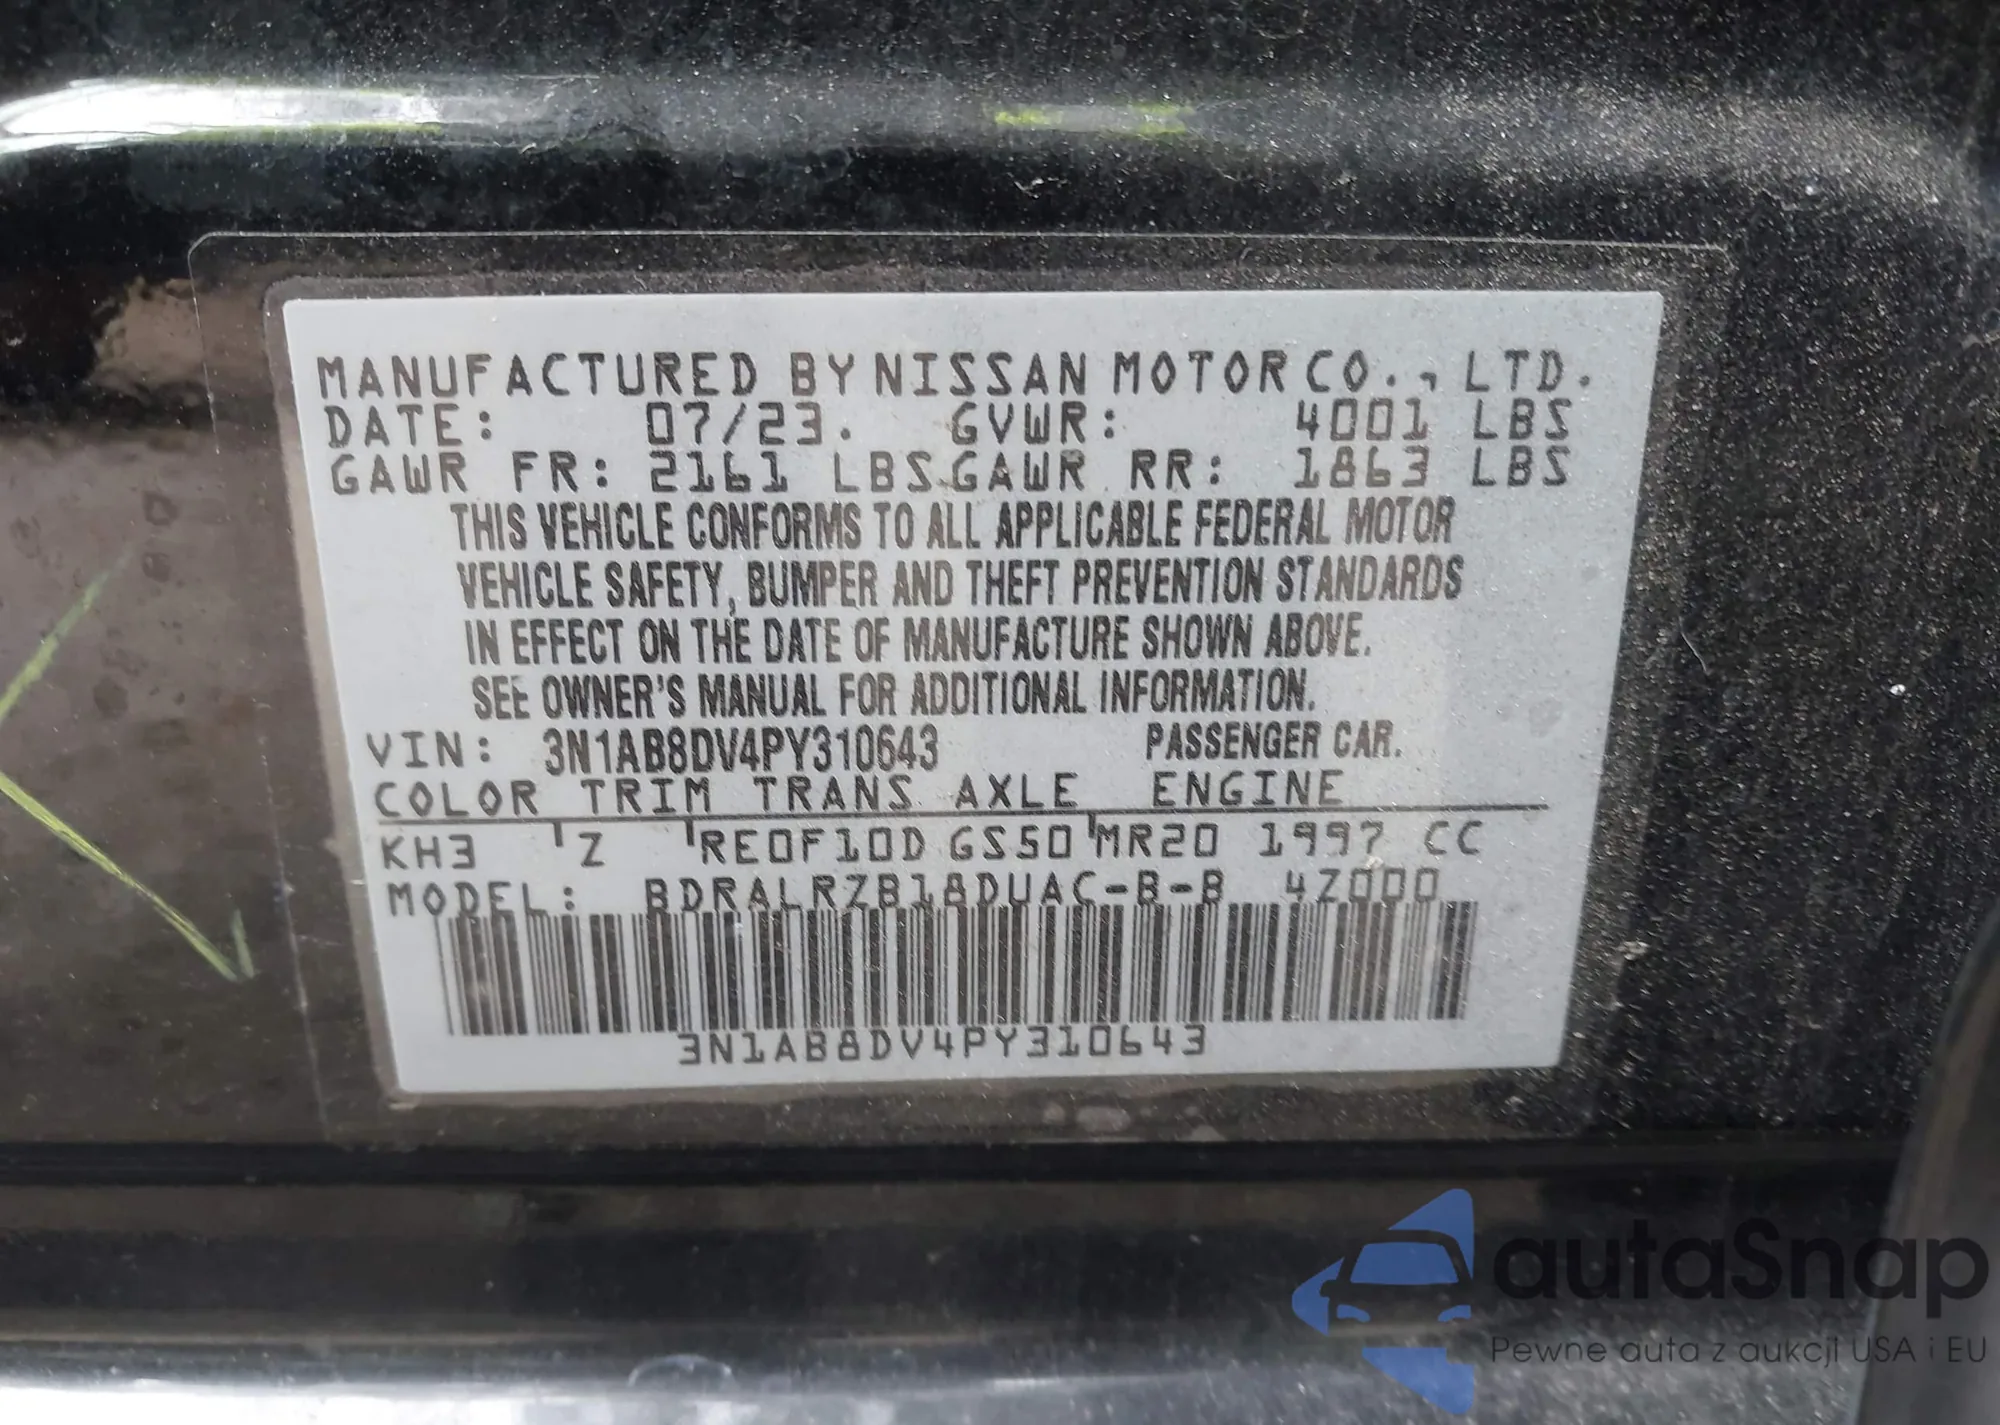 MANUFACTURED BY NISSAN MOTOR CO., LTD.
DATE: 07/23. GVWR: 4001 LBS
GAWR FR: 2161 LBS GAWR RR: 1863 LBS
THIS VEHICLE CONFORMS TO ALL APPLICABLE FEDERAL MOTOR
VEHICLE SAFETY, BUMPER AND THEFT PREVENTION STANDARDS
IN EFFECT ON THE DATE OF MANUFACTURE SHOWN ABOVE.
SEE OWNER'S MANUAL FOR ADDITIONAL INFORMATION.
VIN: 3N1AB8DV4PY310643 PASSENGER CAR.
COLOR TRIM TRANS AXLE ENGINE
KH3 'Z 'RE0F10D GS50'MR20 1997 CC
MODEL: BDRALRZB18DUAC-B-B 4Z000
3N1AB8DV4PY310643
autaSnap
Pewne auta z aukcji USA i EU